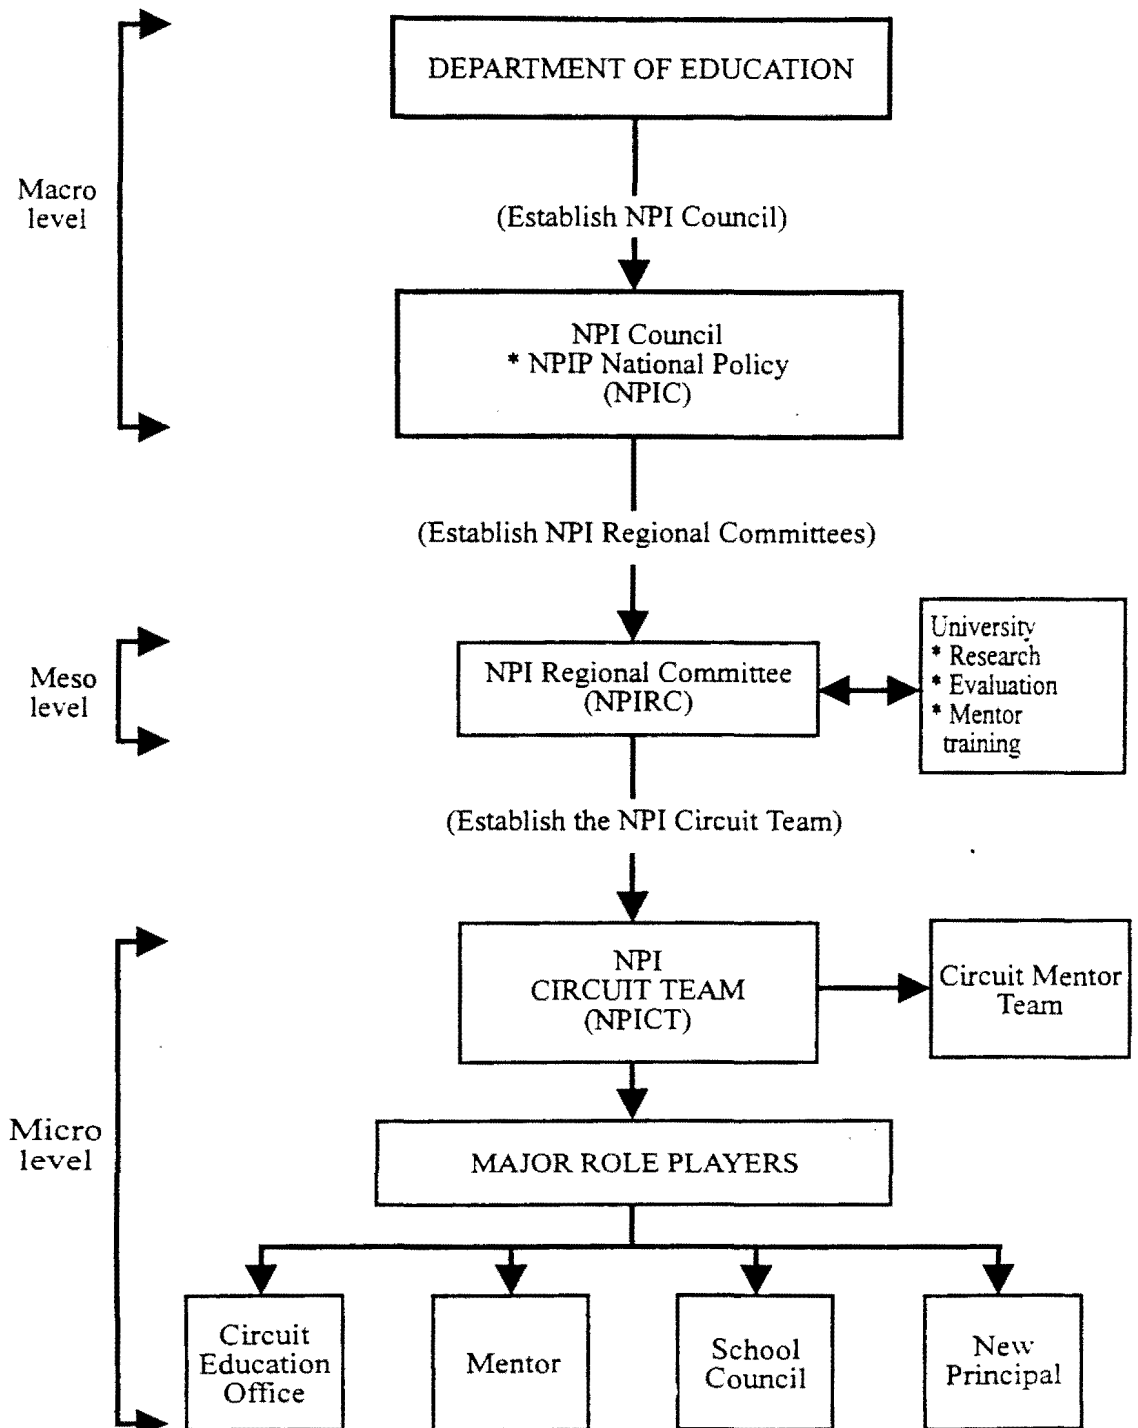 DEPARTMENT OF EDUCATION
Macro
level
(Establish NPI Council)
NPI Council
* NPIP National Policy
(NPIC)
(Establish NPI Regional Committees)
Meso
level
NPI Regional Committee
(NPIRC)
University
* Research
* Evaluation
* Mentor
training
(Establish the NPI Circuit Team)
NPI
CIRCUIT TEAM
(NPICT)
Circuit Mentor
Team
Micro
level
MAJOR ROLE PLAYERS
Circuit
Education
Office
Mentor
School
Council
New
Principal